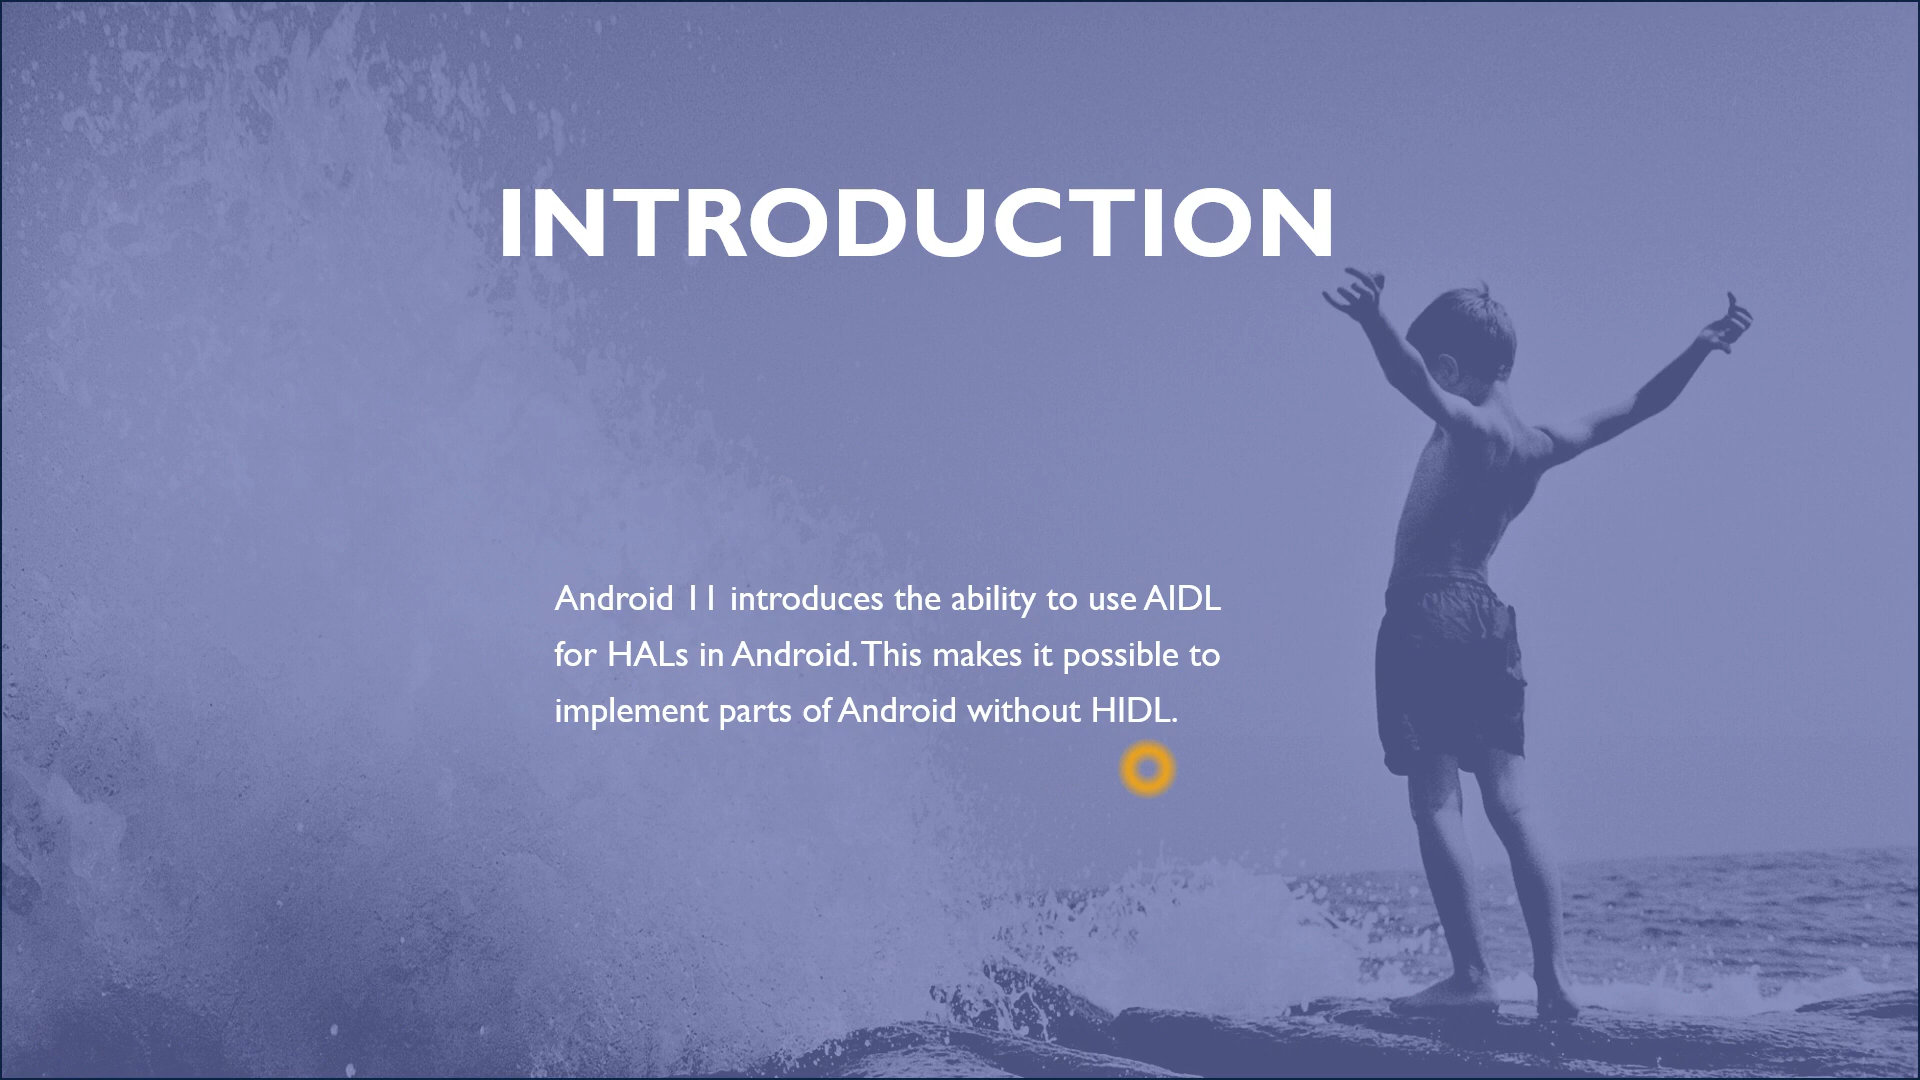 INTRODUCTION
Android 11 introduces the ability to use AIDL
for HALs in Android. This makes it possible to
implement parts of Android without HIDL.